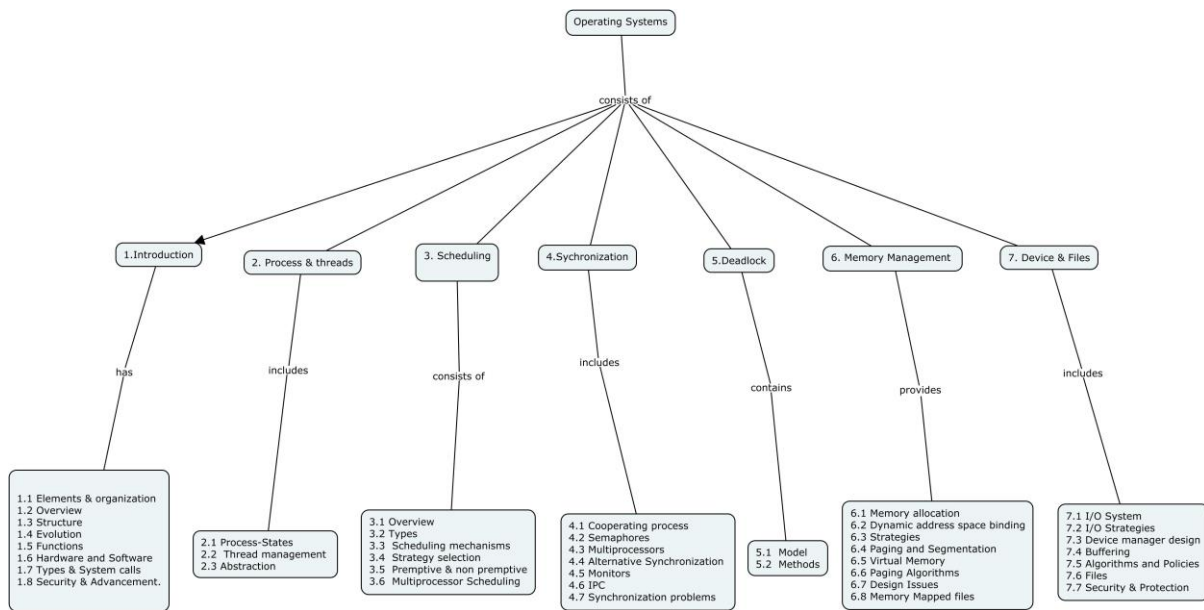 Operating Systems
consists of
1.Introduction
2. Process & threads
3. Scheduling
4.Sychronization
5.Deadlock
6. Memory Management
7. Device & Files
has
includes
consists of
includes
contains
provides
includes
1.1 Elements & organization
1.2 Overview
1.3 Structure
1.4 Evolution
1.5 Functions
1.6 Hardware and Software
1.7 Types & System calls
1.8 Security & Advancement.
2.1 Process-States
2.2 Thread management
2.3 Abstraction
3.1 Overview
3.2 Types
3.3 Scheduling mechanisms
3.4 Strategy selection
3.5 Premptive & non premptive
3.6 Multiprocessor Scheduling
4.1 Cooperating process
4.2 Semaphores
4.3 Multiprocessors
4.4 Alternative Synchronization
4.5 Monitors
4.6 IPC
4.7 Synchronization problems
5.1 Model
5.2 Methods
6.1 Memory allocation
6.2 Dynamic address space binding
6.3 Strategies
6.4 Paging and Segmentation
6.5 Virtual Memory
6.6 Paging Algorithms
6.7 Design Issues
6.8 Memory Mapped files
7.1 I/O System
7.2 I/O Strategies
7.3 Device manager design
7.4 Buffering
7.5 Algorithms and Policies
7.6 Files
7.7 Security & Protection